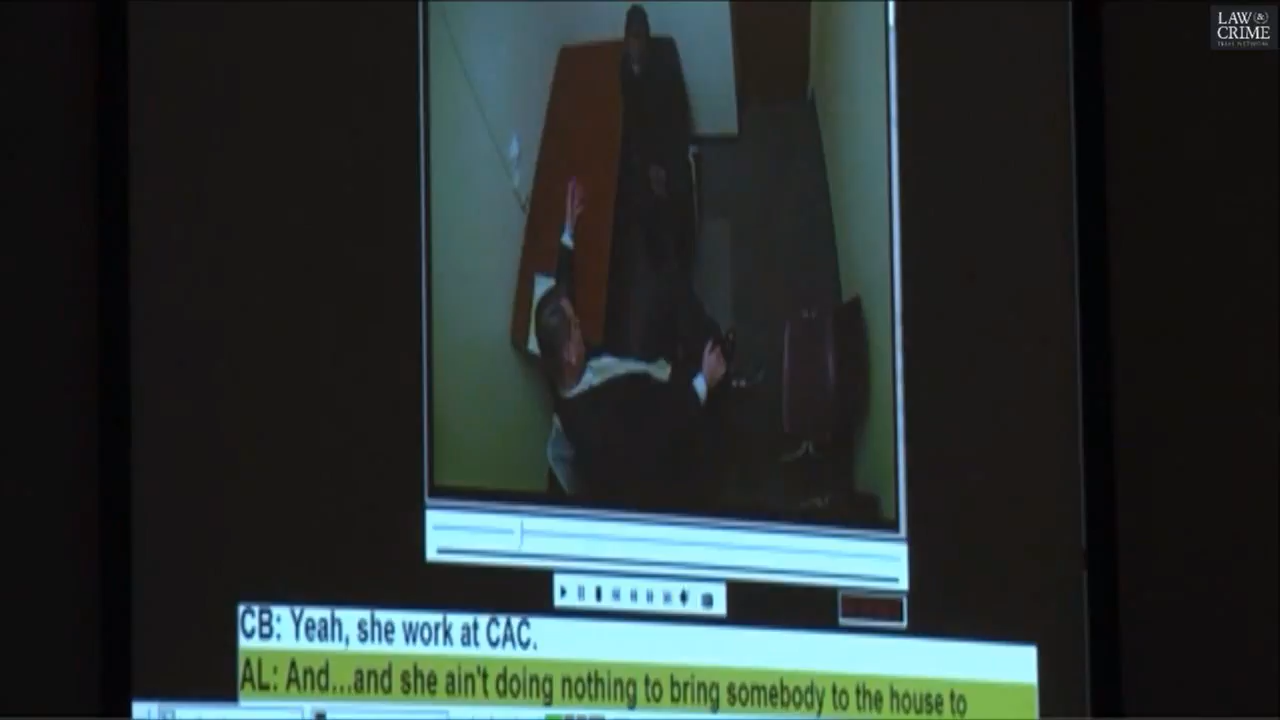 LAW &
CRIME
CB: Yeah, she work at CAC.
AL: And...and she ain't doing nothing to bring somebody to the house to